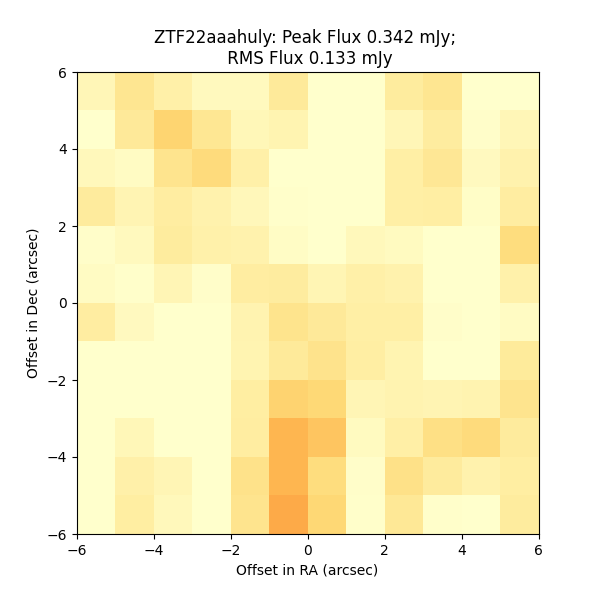 ZTF22aaahuly: Peak Flux 0.342 mJy;
RMS Flux 0.133 mJy
6
4
2
0
−2
−4
−6
Offset in Dec (arcsec)
−6 −4 −2 0 2 4 6
Offset in RA (arcsec)